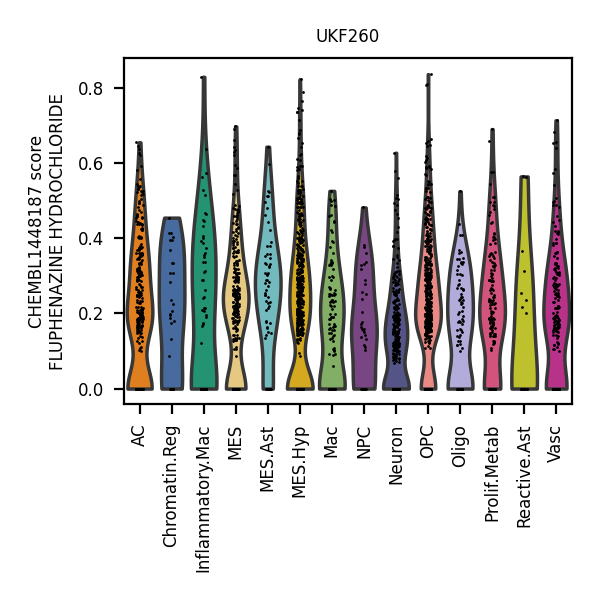 UKF260
CHEMBL1448187 score
FLUPHENAZINE HYDROCHLORIDE
0.8
0.6
0.4
0.2
0.0
AC
Chromatin.Reg
Inflammatory.Mac
MES
MES.Ast
MES.Hyp
Mac
NPC
Neuron
OPC
Oligo
Prolif.Metab
Reactive.Ast
Vasc